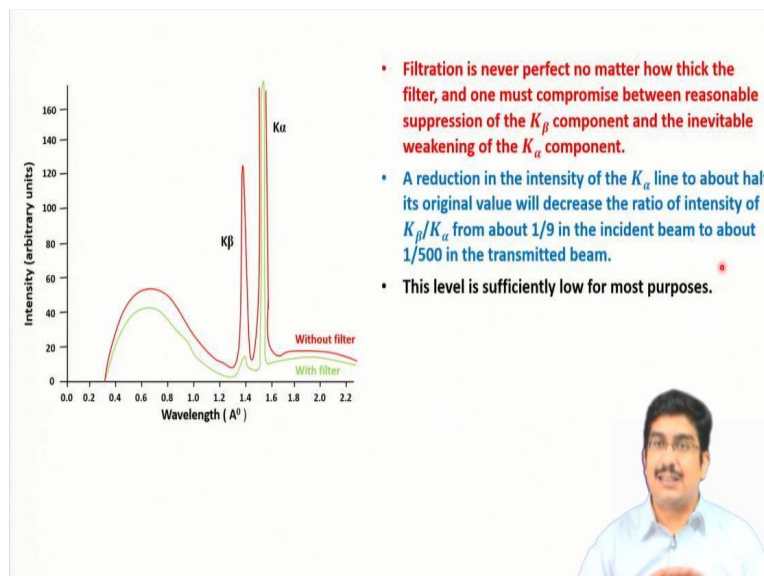 • Filtration is never perfect no matter how thick the
filter, and one must compromise between reasonable
suppression of the Kβ component and the inevitable
weakening of the Kα component.
• A reduction in the intensity of the Kα line to about hal
its original value will decrease the ratio of intensity of
Kβ/Kα from about 1/9 in the incident beam to about
1/500 in the transmitted beam.
• This level is sufficiently low for most purposes.
Intensity (arbitrary units)
160
140
120
100
80
60
40
20
0
Kα
Kβ
Without filter
With filter
0.0 0.2 0.4 0.6 0.8 1.0 1.2 1.4 1.6 1.8 2.0 2.2
Wavelength ( A⁰ )